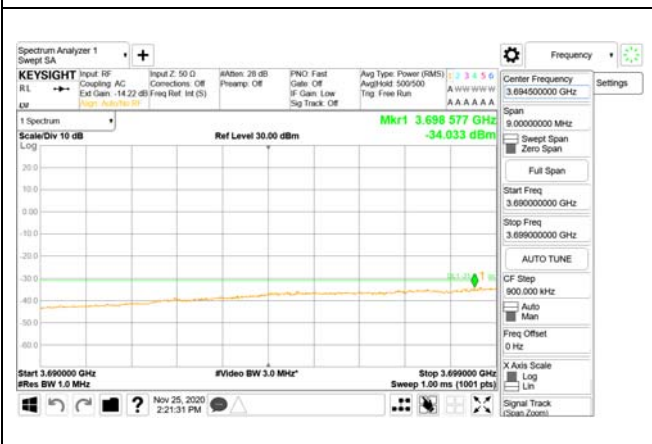 Spectrum Analyzer 1
Swept SA
Frequency
KEYSIGHT
RL
Input: RF
Coupling: AC
Ext Gain: -14.22 dB
Align: Auto/No RF
Input Z: 50 Ω
Corrections: Off
Freq Ref: Int (S)
#Atten: 28 dB
Preamp: Off
PNO: Fast
Gate: Off
IF Gain: Low
Sig Track: Off
Avg Type: Power (RMS)
Avg|Hold: 500/500
Trig: Free Run
1 2 3 4 5 6
A W W W W W
A A A A A A
1 Spectrum
Scale/Div 10 dB
Log
Ref Level 30.00 dBm
Mkr1 3.698 577 GHz
-34.033 dBm
20.0
10.0
0.00
-10.0
-20.0
-30.0
-40.0
-50.0
-60.0
1
Start 3.690000 GHz
#Res BW 1.0 MHz
#Video BW 3.0 MHz*
Stop 3.699000 GHz
Sweep 1.00 ms (1001 pts)
Nov 25, 2020
2:21:31 PM
Center Frequency
3.694500000 GHz
Settings
Span
9.00000000 MHz
Swept Span
Zero Span
Full Span
Start Freq
3.690000000 GHz
Stop Freq
3.699000000 GHz
AUTO TUNE
CF Step
900.000 kHz
Auto
Man
Freq Offset
0 Hz
X Axis Scale
Log
Lin
Signal Track
(Span Zoom)